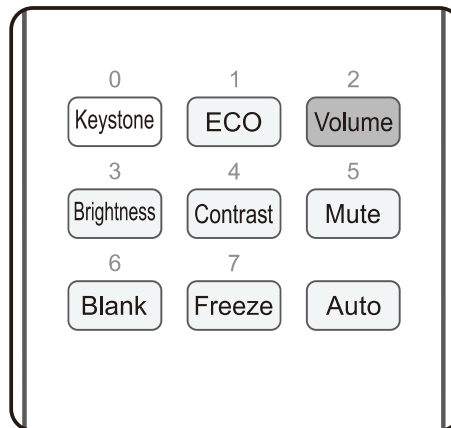 0 1 2
Keystone ECO Volume
3 4 5
Brightness Contrast Mute
6 7
Blank Freeze Auto